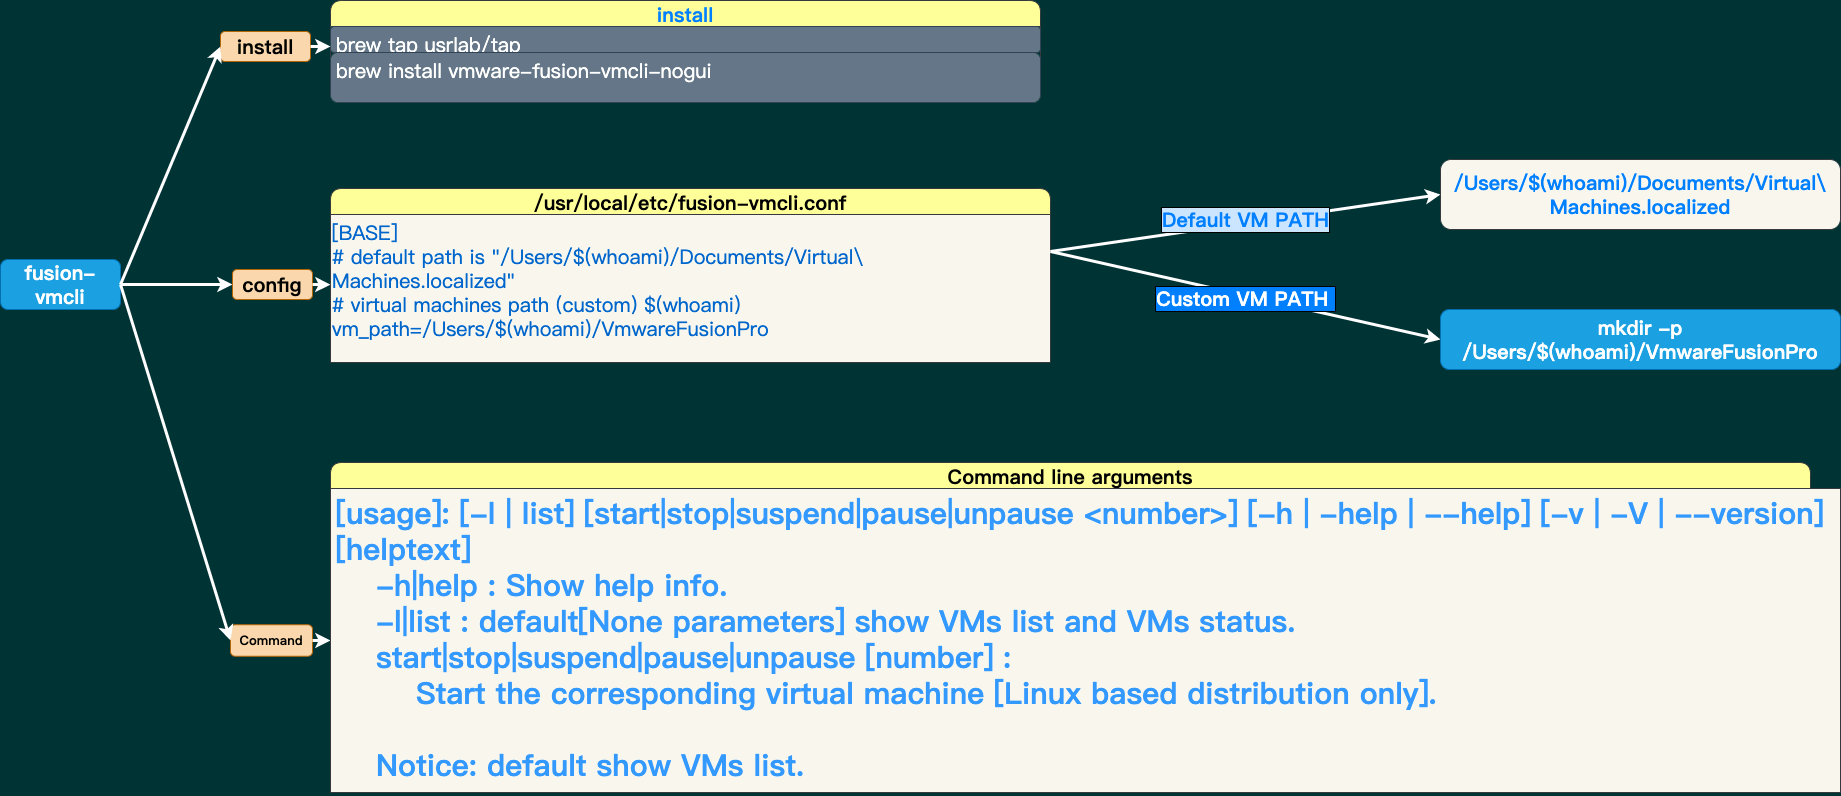 install
install
brew tap usrlab/tap
brew install vmware-fusion-vmcli-nogui
fusion-
vmcli
config
/usr/local/etc/fusion-vmcli.conf
[BASE]
# default path is "/Users/$(whoami)/Documents/Virtual\
Machines.localized"
# virtual machines path (custom) $(whoami)
vm_path=/Users/$(whoami)/VmwareFusionPro
Default VM PATH
/Users/$(whoami)/Documents/Virtual\
Machines.localized
Custom VM PATH
mkdir -p
/Users/$(whoami)/VmwareFusionPro
Command
Command line arguments
[usage]: [-l | list] [start|stop|suspend|pause|unpause <number>] [-h | -help | --help] [-v | -V | --version]
[helptext]
-h|help : Show help info.
-l|list : default[None parameters] show VMs list and VMs status.
start|stop|suspend|pause|unpause [number] :
Start the corresponding virtual machine [Linux based distribution only].
Notice: default show VMs list.